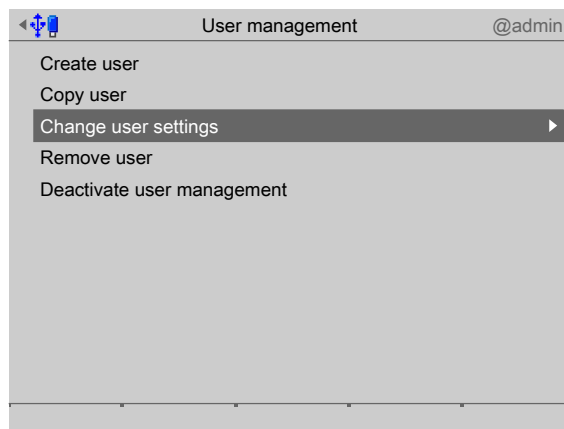 User management @admin
Create user
Copy user
Change user settings
Remove user
Deactivate user management